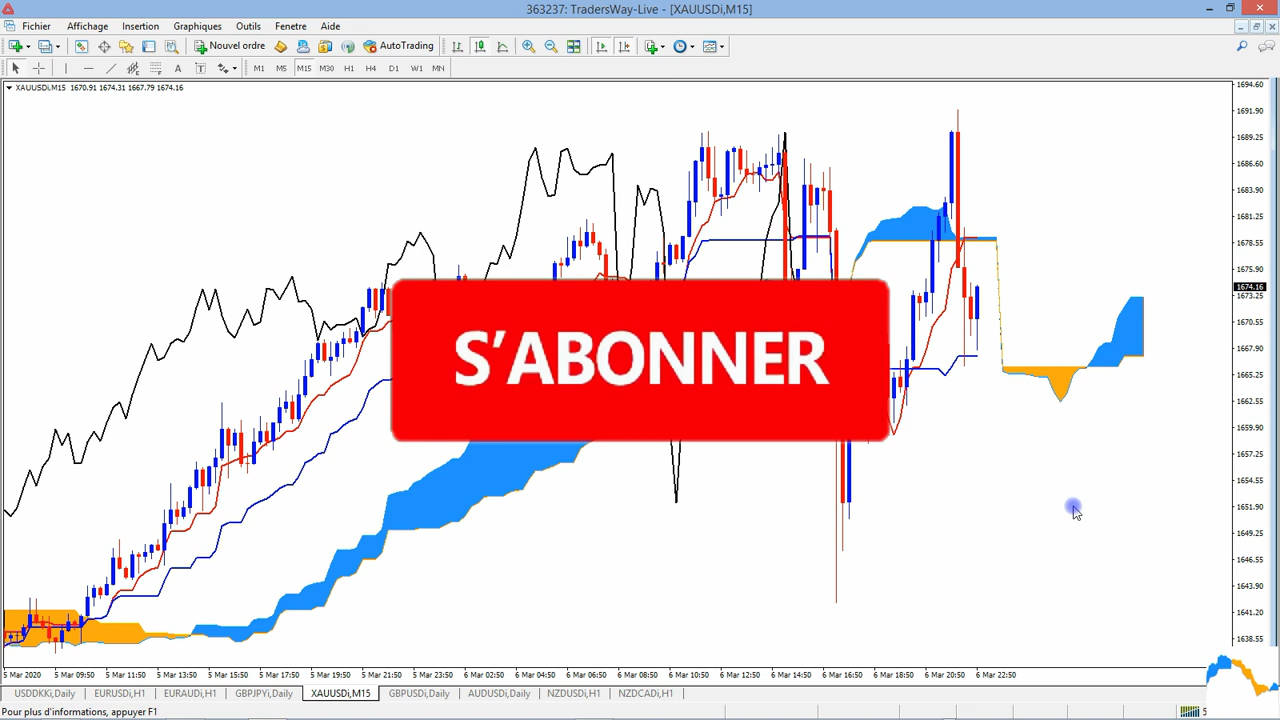 363237: TradersWay-Live - [XAUUSDi,M15]
Fichier Affichage Insertion Graphiques Outils Fenetre Aide
Nouvel ordre AutoTrading
A T M1 M5 M15 M30 H1 H4 D1 W1 MN
XAUUSDi,M15 1670.91 1674.31 1667.79 1674.16
1694.60
1691.90
1689.25
1686.60
1683.90
1681.25
1678.55
1675.90
1674.16
1673.25
1670.55
1667.90
1665.25
1662.55
1659.90
1657.25
1654.55
1651.90
1649.25
1646.55
1643.90
1641.20
1638.55
S'ABONNER
5 Mar 2020 5 Mar 09:50 5 Mar 11:50 5 Mar 13:50 5 Mar 15:50 5 Mar 17:50 5 Mar 19:50 5 Mar 21:50 5 Mar 23:50 6 Mar 02:50 6 Mar 04:50 6 Mar 06:50 6 Mar 08:50 6 Mar 10:50 6 Mar 12:50 6 Mar 14:50 6 Mar 16:50 6 Mar 18:50 6 Mar 20:50 6 Mar 22:50
USDDKKi,Daily EURUSDi,H1 EURAUDi,H1 GBPJPYi,Daily XAUUSDi,M15 GBPUSDi,Daily AUDUSDi,Daily NZDUSDi,H1 NZDCADi,H1
Pour plus d'informations, appuyer F1